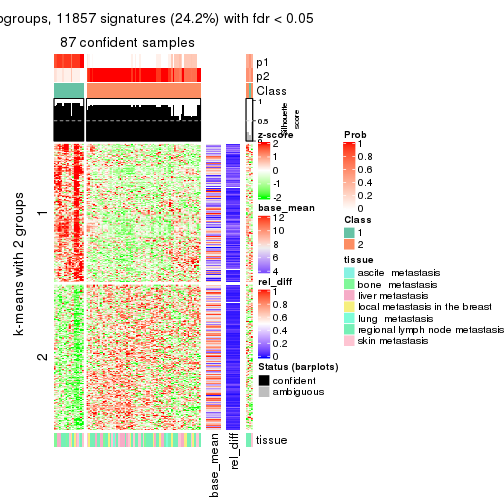 ogroups, 11857 signatures (24.2%) with fdr < 0.05
87 confident samples
p1
p2
Class
1
0.5
Silhouette
score
k-means with 2 groups
1
2
z-score
2
1
0
-1
-2
base_mean
12
10
8
6
4
rel_diff
1
0.8
0.6
0.4
0.2
0
Status (barplots)
confident
ambiguous
Prob
1
0.8
0.6
0.4
0.2
0
Class
1
2
tissue
ascite metastasis
bone metastasis
liver metastasis
local metastasis in the breast
lung metastasis
regional lymph node metastasis
skin metastasis
tissue
base_mean
rel_diff